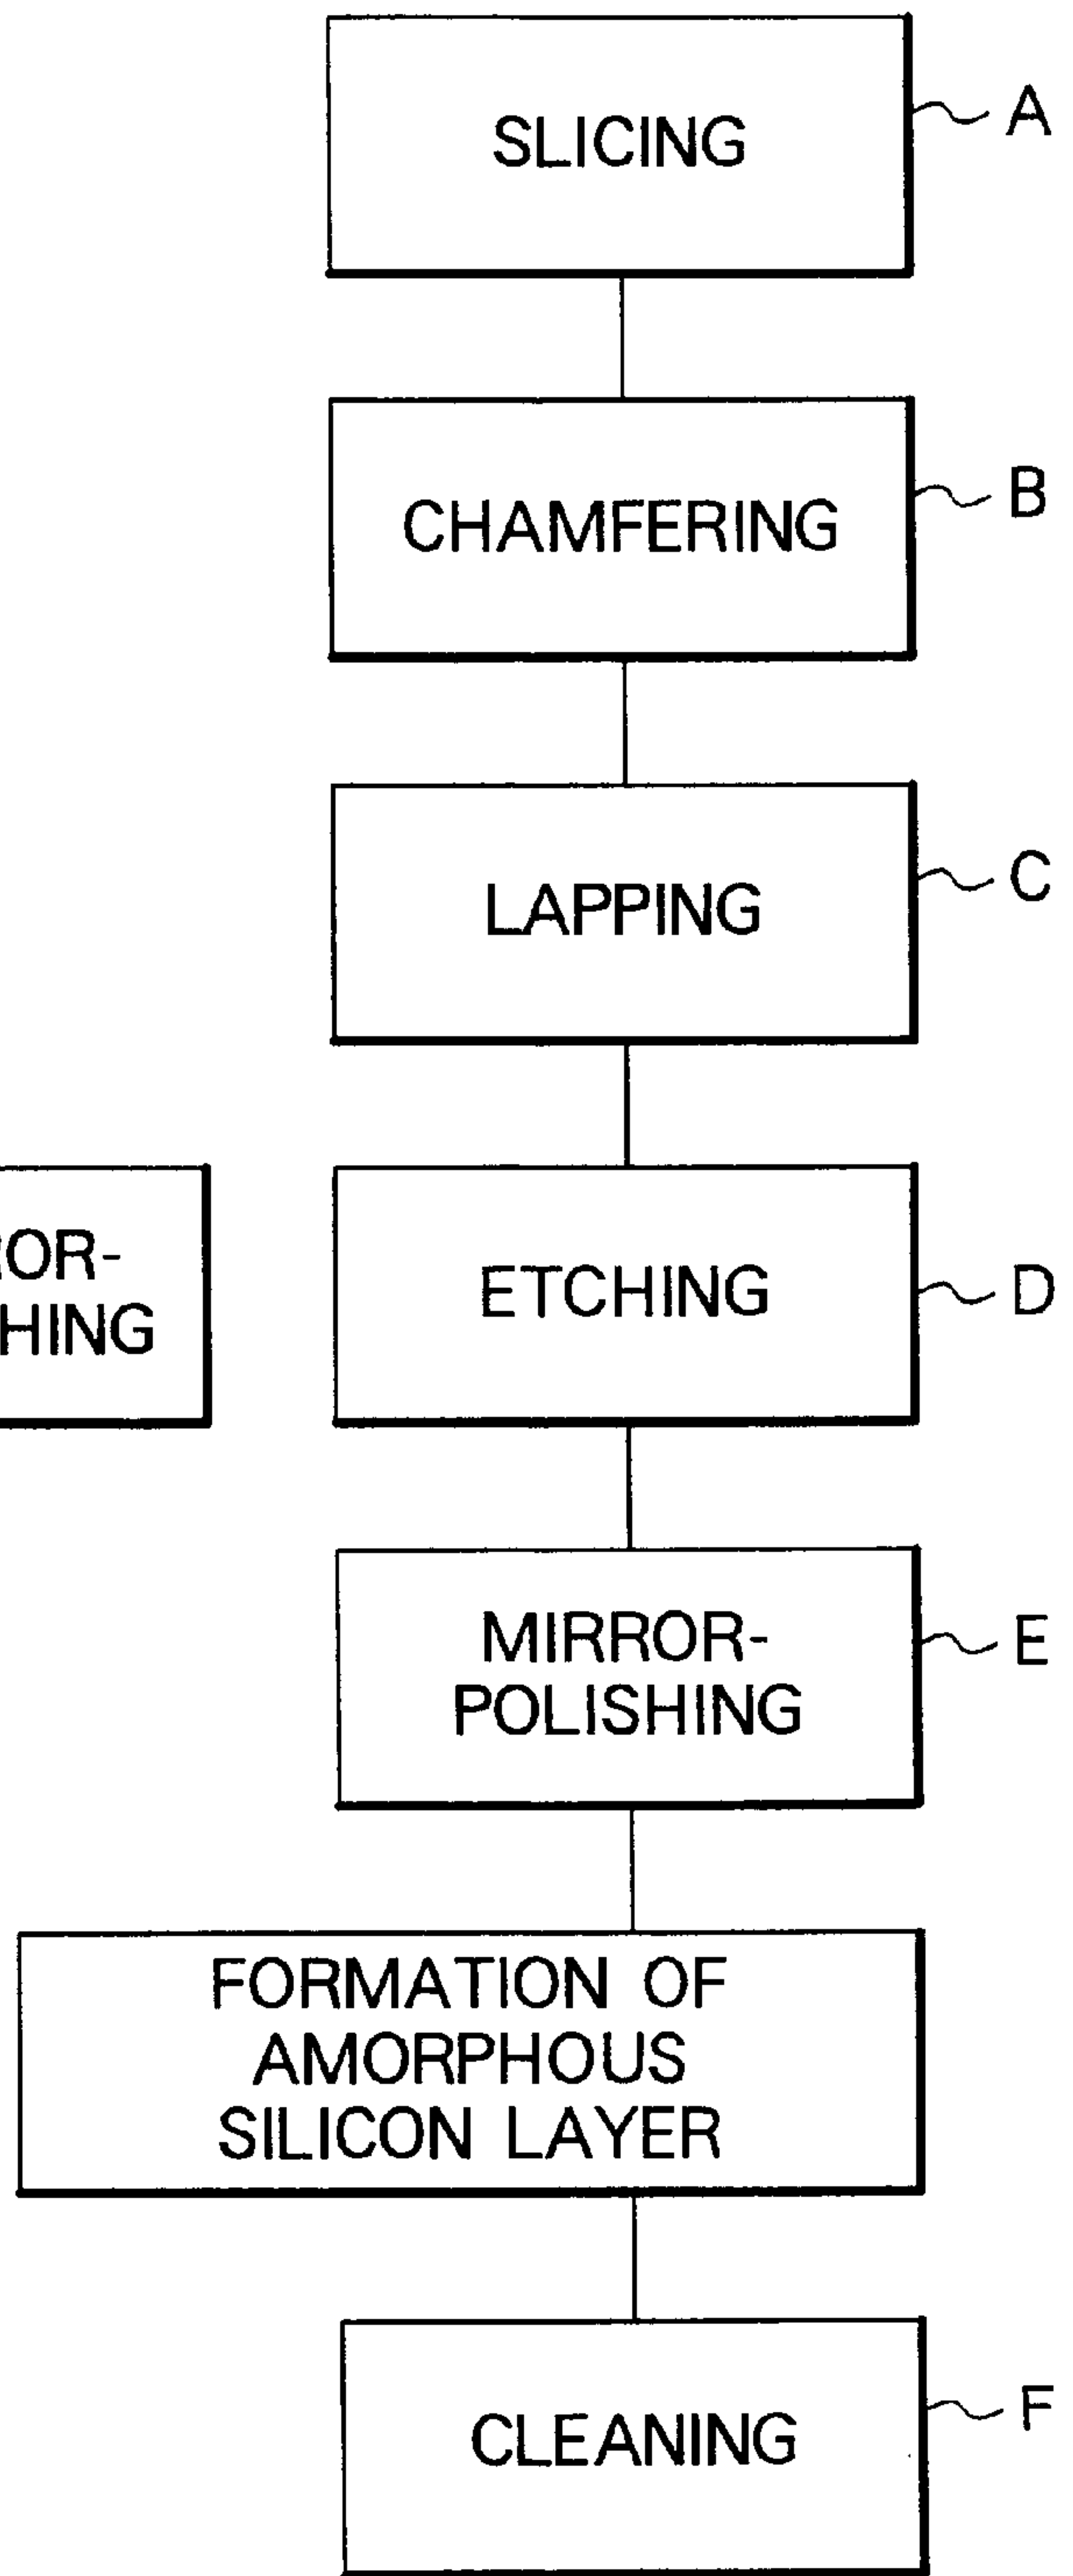 SLICING
A
CHAMFERING
B
LAPPING
C
ETCHING
D
MIRROR-
POLISHING
E
FORMATION OF
AMORPHOUS
SILICON LAYER
CLEANING
F